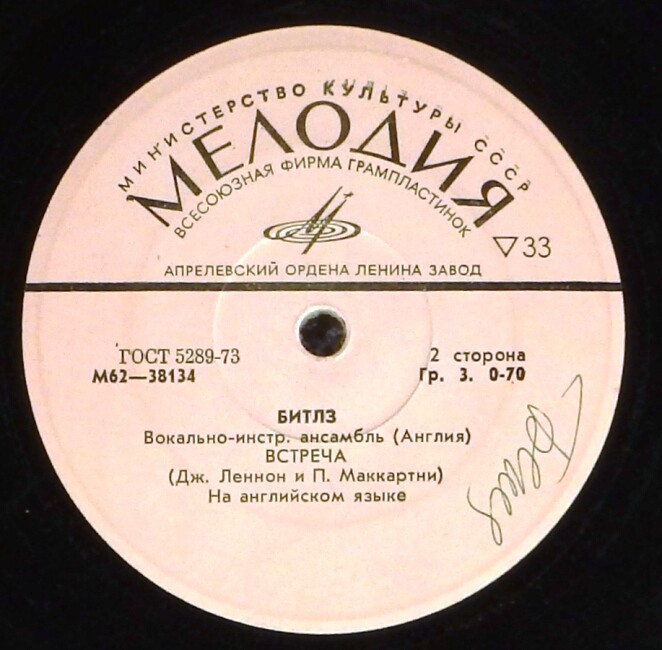 МИНИСТЕРСТВО КУЛЬТУРЫ СССР
МЕЛОДИЯ
ВСЕСОЮЗНАЯ ФИРМА ГРАМПЛАСТИНОК
▽33
АПРЕЛЕВСКИЙ ОРДЕНА ЛЕНИНА ЗАВОД
ГОСТ 5289-73
М62—38134
2 сторона
Гр. 3. 0-70
БИТЛЗ
Вокально-инстр. ансамбль (Англия)
ВСТРЕЧА
(Дж. Леннон и П. Маккартни)
На английском языке